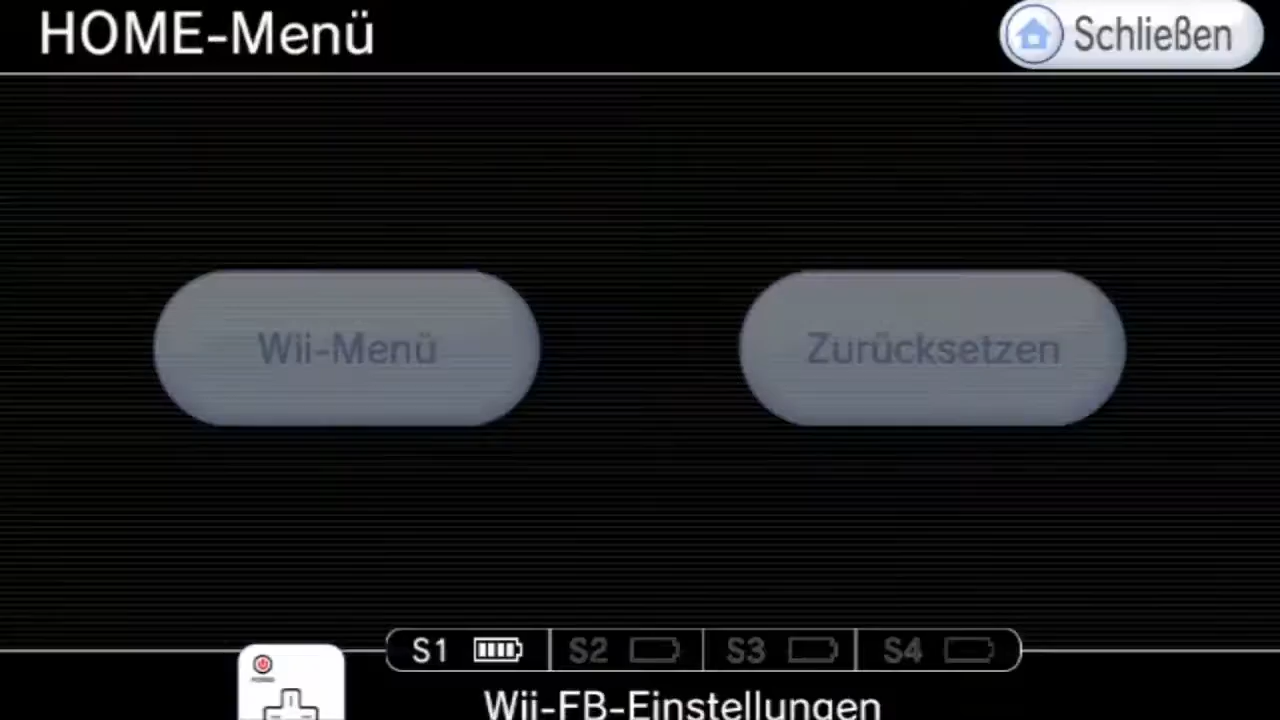 HOME-Menü
Schließen
Wii-Menü
Zurücksetzen
S1 S2 S3 S4
Wii-FB-Einstellungen